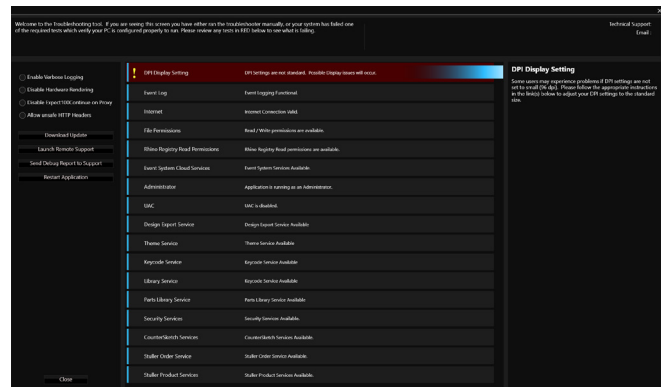 Welcome to the Troubleshooting tool. If you are seeing this screen you have either ran the troubleshooter manually, or your system has failed one
of the required tests which verify your PC is configured properly to run. Please review any tests in RED below to see what is failing.
Technical Support
Email :
Enable Verbose Logging
Disable Hardware Rendering
Disable Expect100Continue on Proxy
Allow unsafe HTTP Headers
Download Update
Launch Remote Support
Send Debug Report to Support
Restart Application
Close
DPI Display Setting
DPI Settings are not standard. Possible Display issues will occur.
Event Log
Event Logging Functional.
Internet
Internet Connection Valid.
File Permissions
Read / Write permissions are available.
Rhino Registry Read Permissions
Rhino Registry Read permissions are available.
Event System Cloud Services
Event System Services Available.
Administrator
Application is running as an Administrator.
UAC
UAC is disabled.
Design Export Service
Design Export Service Available
Theme Service
Theme Service Available
Keycode Service
Keycode Service Available
Library Service
Keycode Service Available
Parts Library Service
Parts Library Service Available
Security Services
Security Services Available.
CounterSketch Services
CounterSketch Services Available.
Stuller Order Service
Stuller Order Service Available.
Stuller Product Services
Stuller Product Services Available.
DPI Display Setting
Some users may experience problems if DPI settings are not
set to small (96 dpi). Please follow the appropriate instructions
in the link(s) below to adjust your DPI settings to the standard
size.